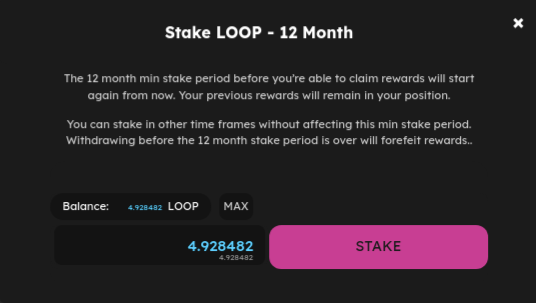 Stake LOOP - 12 Month
The 12 month min stake period before you're able to claim rewards will start
again from now. Your previous rewards will remain in your position.
You can stake in other time frames without affecting this min stake period.
Withdrawing before the 12 month stake period is over will forefeit rewards..
Balance: 4.928482 LOOP MAX
4.928482 STAKE
4.928482